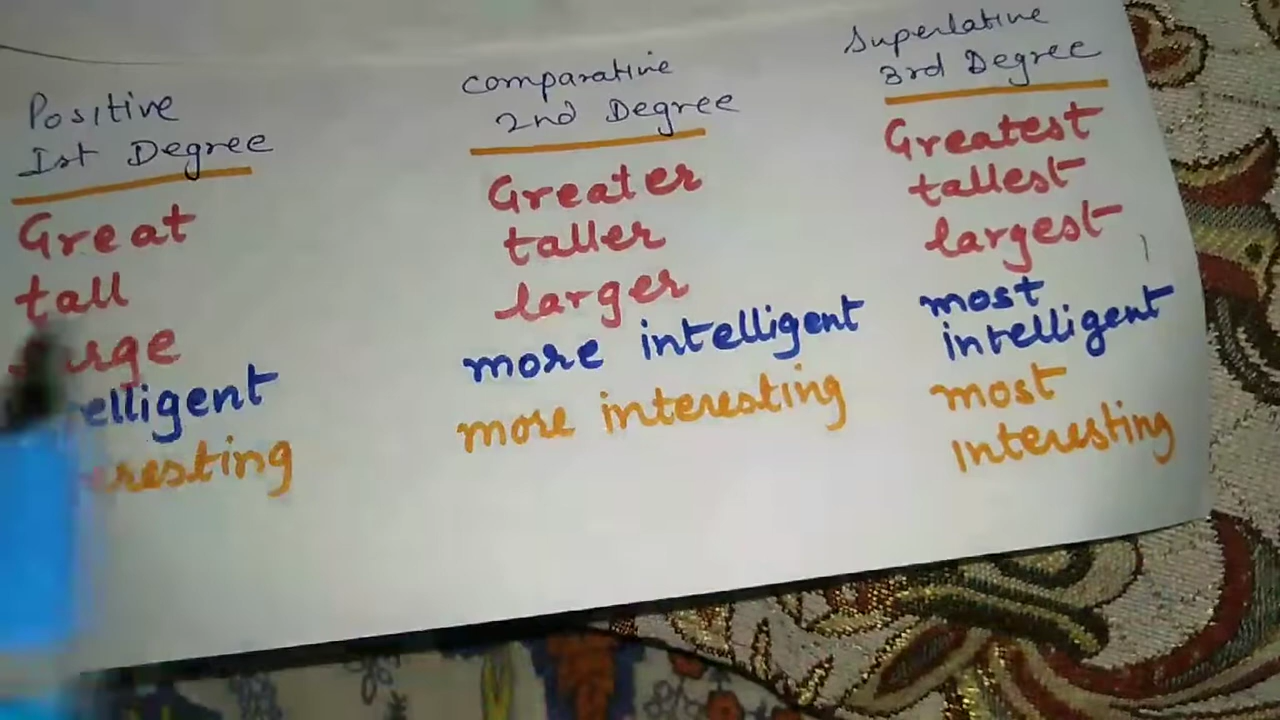 Positive
Ist Degree
Great
tall
comparative
2nd Degree
Greater
taller
larger
more intelligent
more interesting
Superlative
3rd Degree
Greatest
tallest
largest
most
intelligent
most
interesting